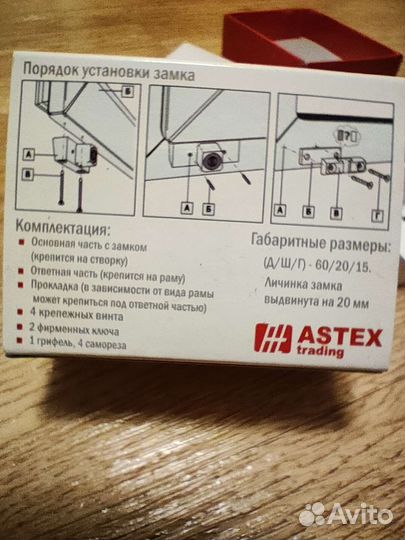 Порядок установки замка
Б
А
В
А
Б
?
А
Б
В
Г
Комплектация:
Основная часть с замком
(крепится на створку)
Ответная часть (крепится на раму)
Прокладка (в зависимости от вида рамы
может крепиться под ответной частью)
4 крепежных винта
2 фирменных ключа
1 грифель, 4 самореза
Габаритные размеры:
(Д/Ш/Г) - 60/20/15.
Личинка замка
выдвинута на 20 мм
ASTEX
trading
Avito